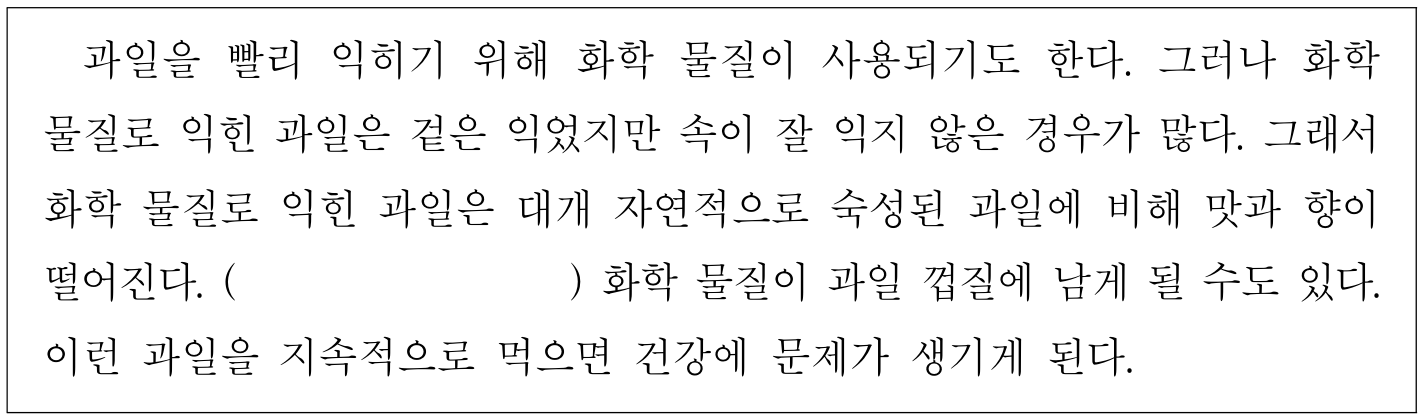 과일을 빨리 익히기 위해 화학 물질이 사용되기도 한다. 그러나 화학
물질로 익힌 과일은 겉은 익었지만 속이 잘 익지 않은 경우가 많다. 그래서
화학 물질로 익힌 과일은 대개 자연적으로 숙성된 과일에 비해 맛과 향이
떨어진다. (                    ) 화학 물질이 과일 껍질에 남게 될 수도 있다.
이런 과일을 지속적으로 먹으면 건강에 문제가 생기게 된다.